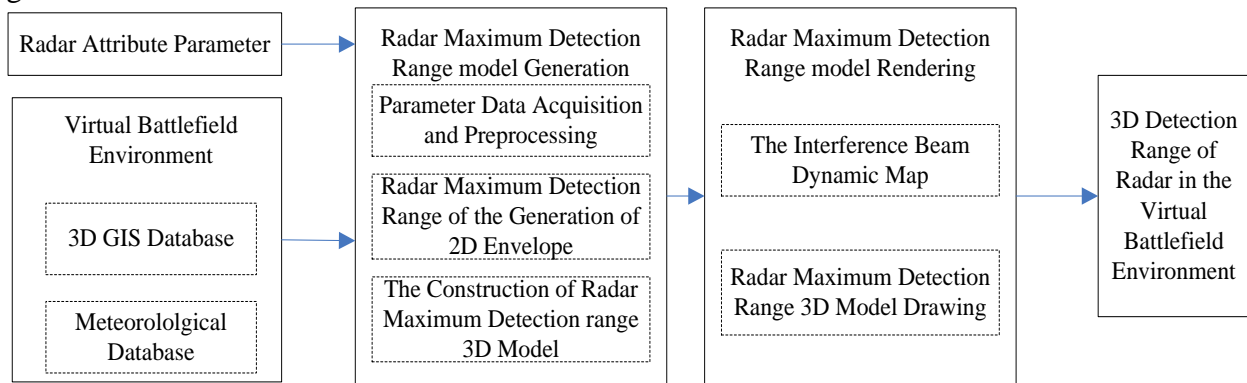 Radar Attribute Parameter
Virtual Battlefield
Environment
3D GIS Database
Meteorololgical
Database
Radar Maximum Detection
Range model Generation
Parameter Data Acquisition
and Preprocessing
Radar Maximum Detection
Range of the Generation of
2D Envelope
The Construction of Radar
Maximum Detection range
3D Model
Radar Maximum Detection
Range model Rendering
The Interference Beam
Dynamic Map
Radar Maximum Detection
Range 3D Model Drawing
3D Detection
Range of
Radar in the
Virtual
Battlefield
Environment